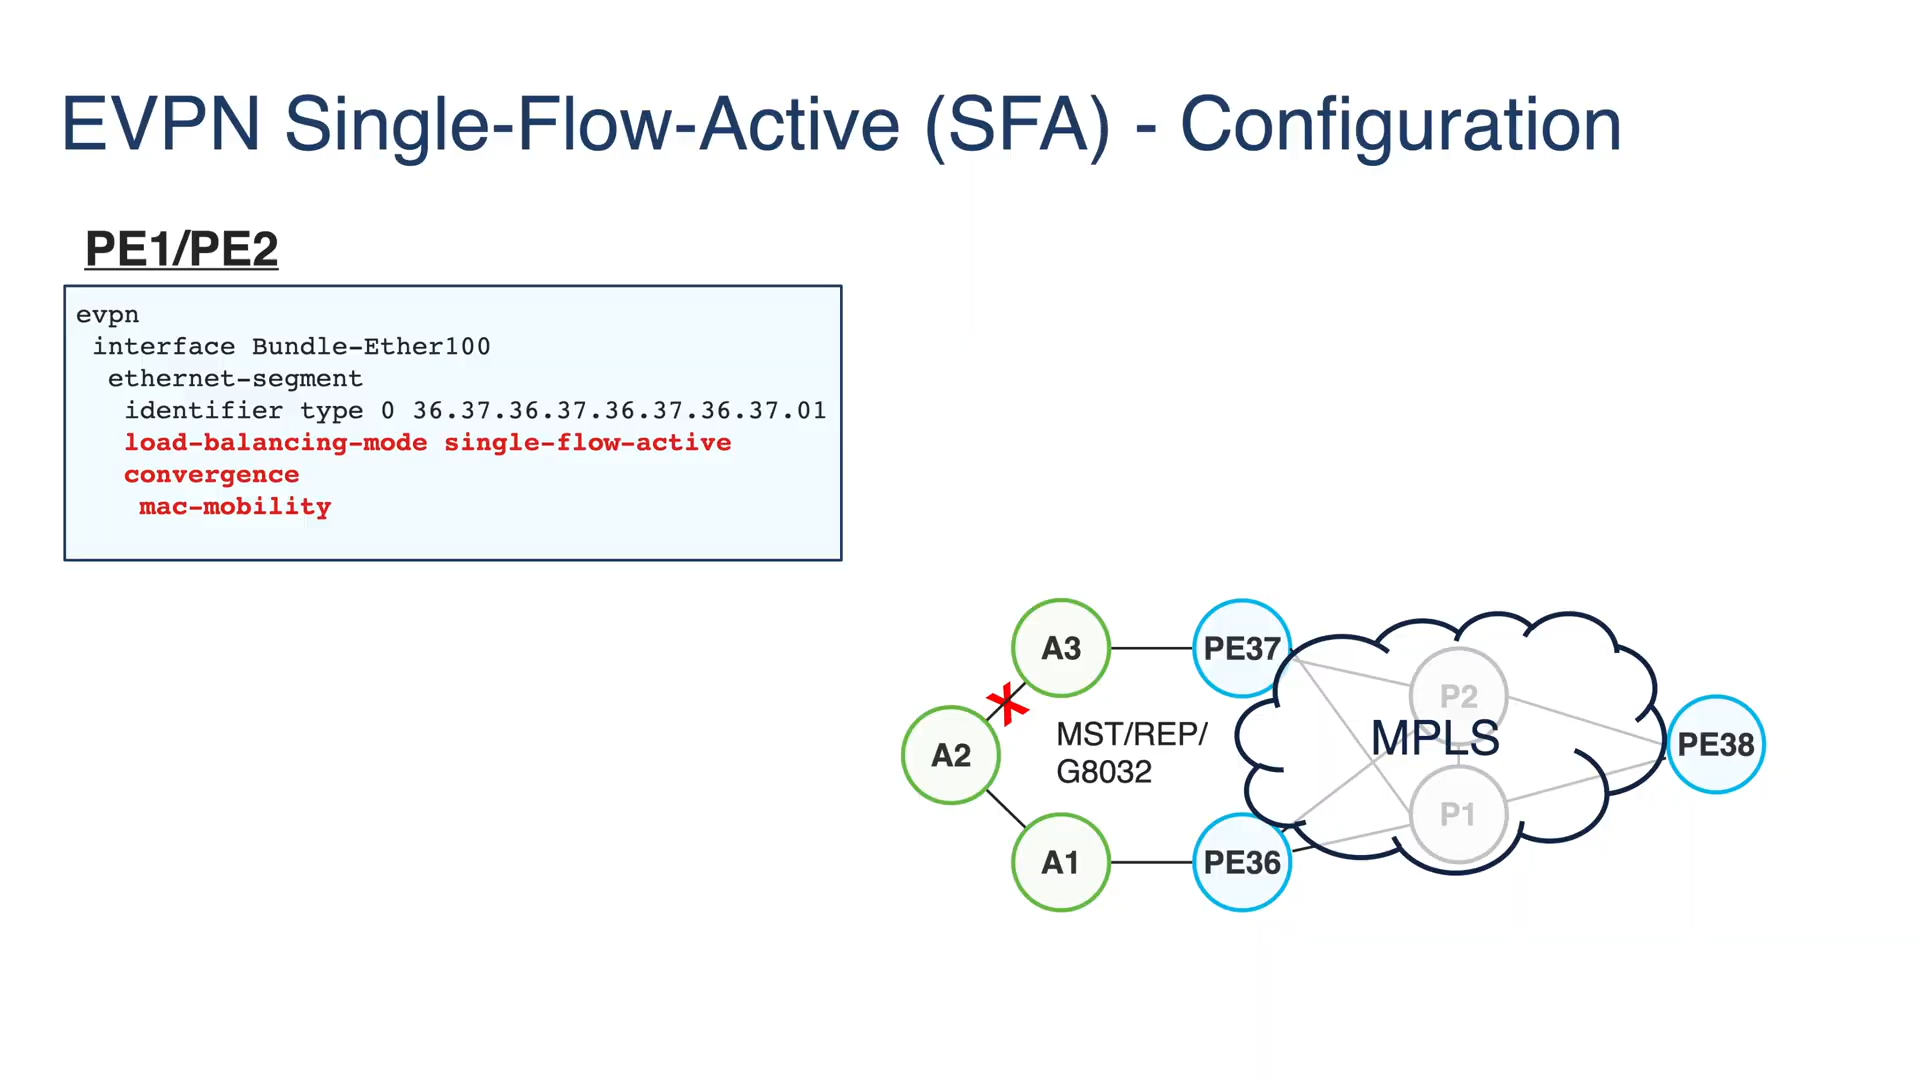 EVPN Single-Flow-Active (SFA) - Configuration
PE1/PE2
evpn
interface Bundle-Ether100
ethernet-segment
identifier type 0 36.37.36.37.36.37.36.37.01
load-balancing-mode single-flow-active
convergence
mac-mobility
A3
PE37
P2
A2
X
MST/REP/
G8032
MPLS
PE38
P1
A1
PE36